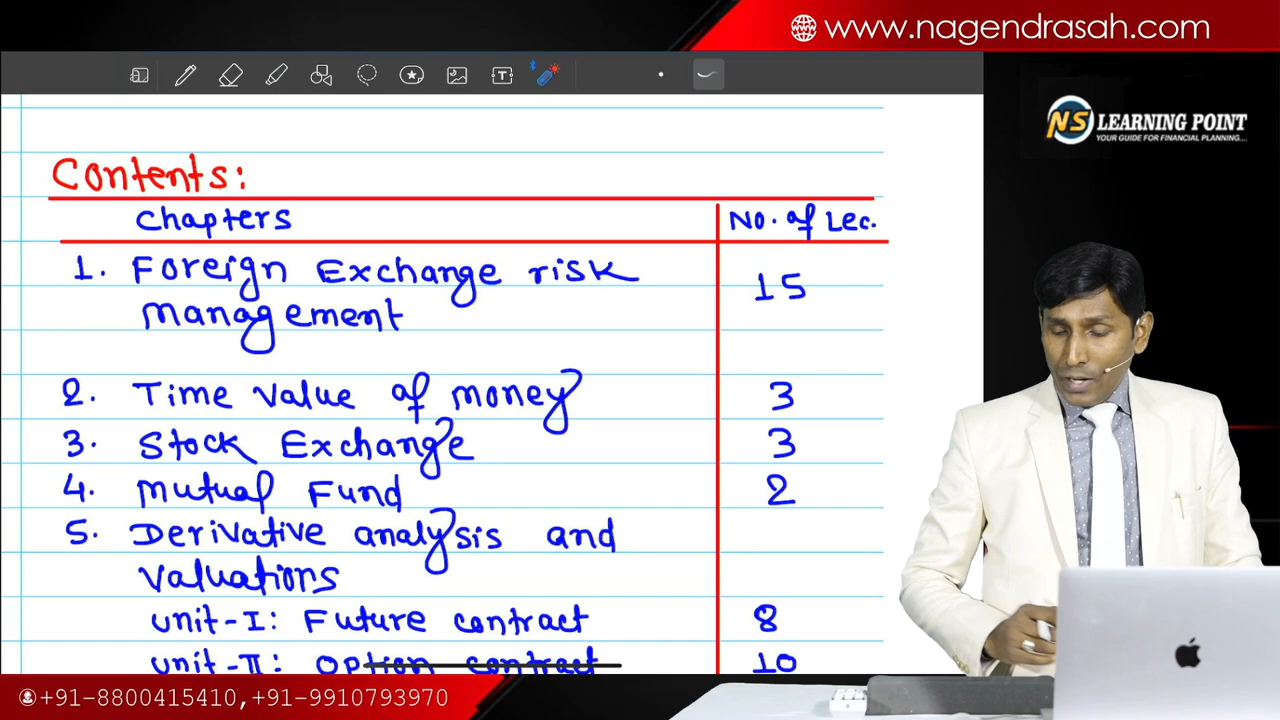 www.nagendrasah.com
NS LEARNING POINT
YOUR GUIDE FOR FINANCIAL PLANNING....
Contents:
Chapters No. of Lec.
1. Foreign Exchange risk management 15
2. Time value of money 3
3. Stock Exchange 3
4. Mutual Fund 2
5. Derivative analysis and
valuations
unit-I: Future contract 8
unit-II: Option contract 10
+91-8800415410,+91-9910793970